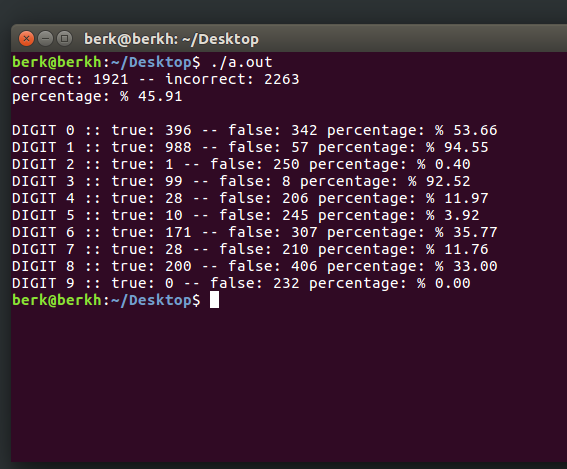 berk@berkh: ~/Desktop
berk@berkh:~/Desktop$ ./a.out
correct: 1921 -- incorrect: 2263
percentage: % 45.91
DIGIT 0 :: true: 396 -- false: 342 percentage: % 53.66
DIGIT 1 :: true: 988 -- false: 57 percentage: % 94.55
DIGIT 2 :: true: 1 -- false: 250 percentage: % 0.40
DIGIT 3 :: true: 99 -- false: 8 percentage: % 92.52
DIGIT 4 :: true: 28 -- false: 206 percentage: % 11.97
DIGIT 5 :: true: 10 -- false: 245 percentage: % 3.92
DIGIT 6 :: true: 171 -- false: 307 percentage: % 35.77
DIGIT 7 :: true: 28 -- false: 210 percentage: % 11.76
DIGIT 8 :: true: 200 -- false: 406 percentage: % 33.00
DIGIT 9 :: true: 0 -- false: 232 percentage: % 0.00
berk@berkh:~/Desktop$